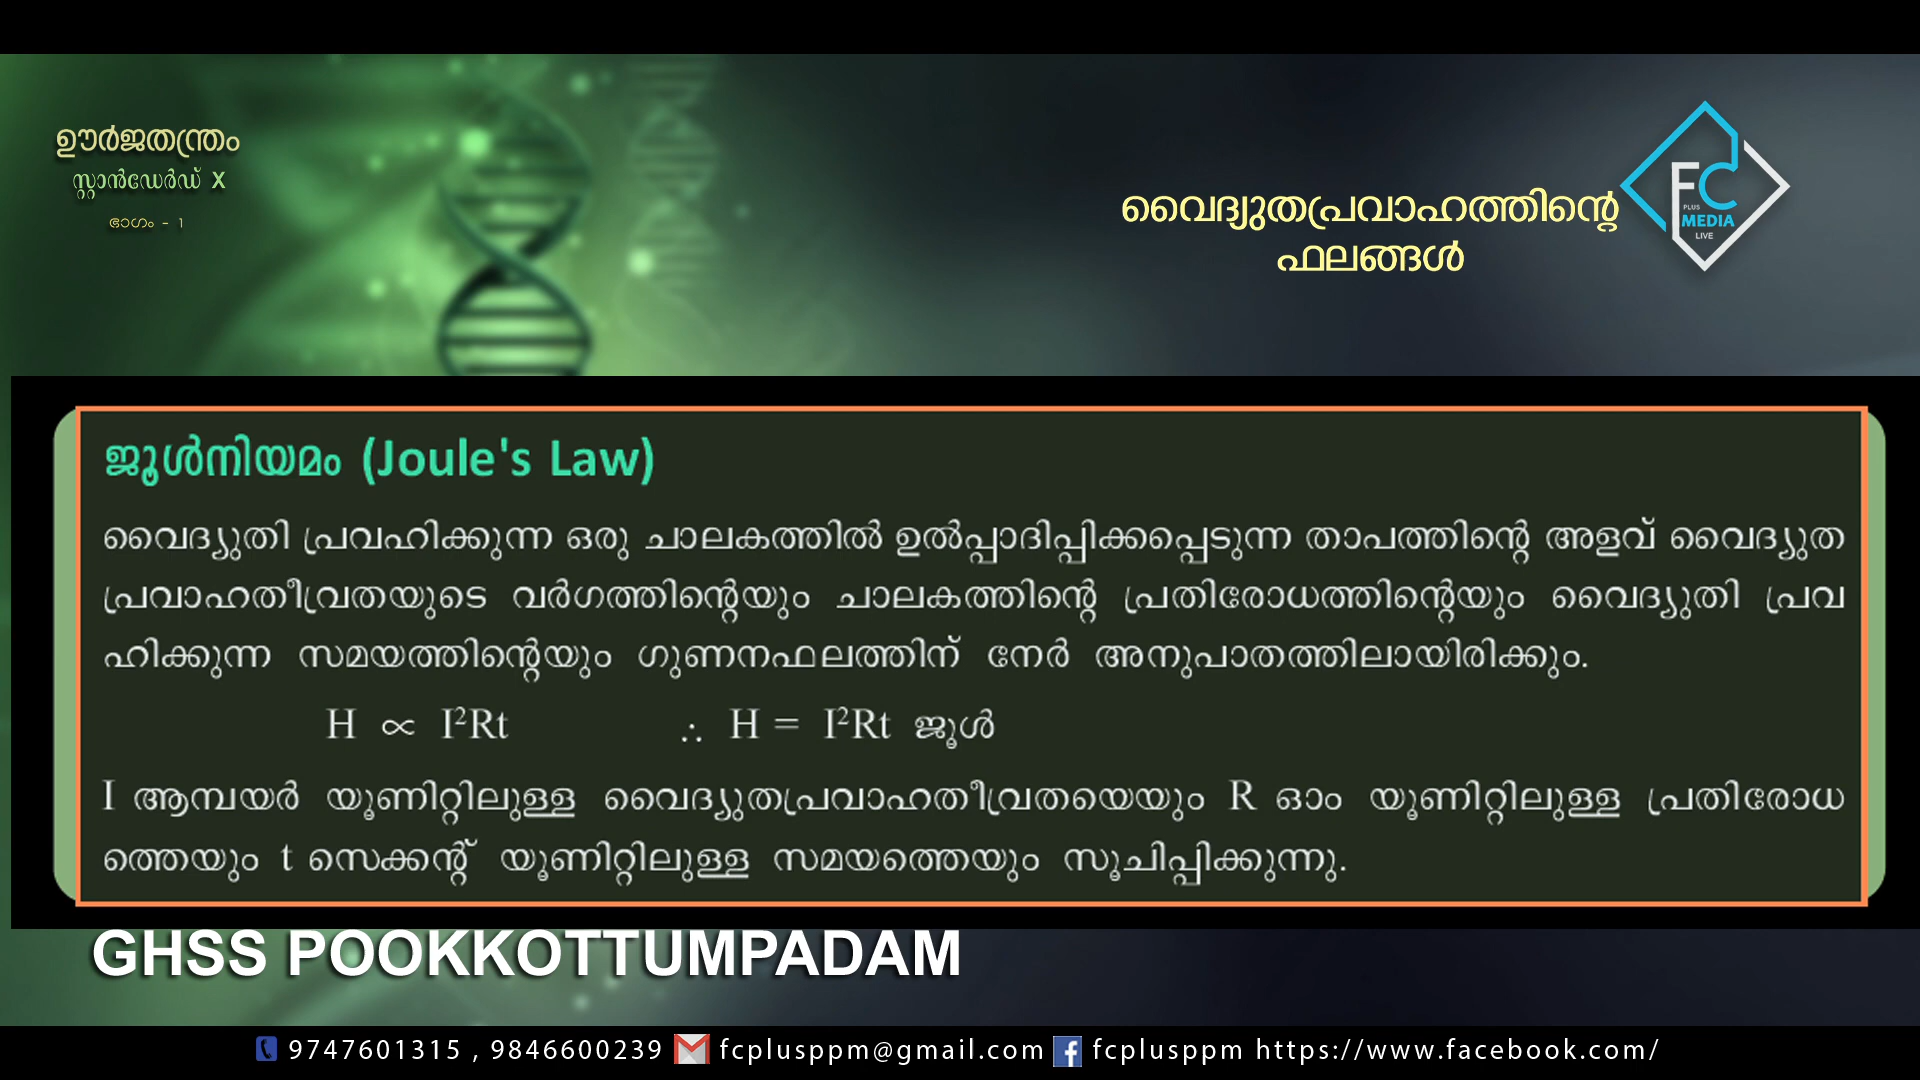 ഊർജതന്ത്രം
സ്റ്റാൻഡേർഡ് X
ഭാഗം - 1
വൈദ്യുതപ്രവാഹത്തിന്റെ
ഫലങ്ങൾ
FC
PLUS
MEDIA
LIVE
ജൂൾനിയമം (Joule's Law)
വൈദ്യുതി പ്രവഹിക്കുന്ന ഒരു ചാലകത്തിൽ ഉൽപ്പാദിപ്പിക്കപ്പെടുന്ന താപത്തിന്റെ അളവ് വൈദ്യുത
പ്രവാഹതീവ്രതയുടെ വർഗത്തിന്റെയും ചാലകത്തിന്റെ പ്രതിരോധത്തിന്റെയും വൈദ്യുതി പ്രവ
ഹിക്കുന്ന സമയത്തിന്റെയും ഗുണനഫലത്തിന് നേർ അനുപാതത്തിലായിരിക്കും.
H ∝ I²Rt ∴ H = I²Rt ജൂൾ
I ആമ്പയർ യൂണിറ്റിലുള്ള വൈദ്യുതപ്രവാഹതീവ്രതയെയും R ഓം യൂണിറ്റിലുള്ള പ്രതിരോധ
ത്തെയും t സെക്കന്റ് യൂണിറ്റിലുള്ള സമയത്തെയും സൂചിപ്പിക്കുന്നു.
GHSS POOKKOTTUMPADAM
9747601315 , 9846600239 fcplusppm@gmail.com fcplusppm https://www.facebook.com/